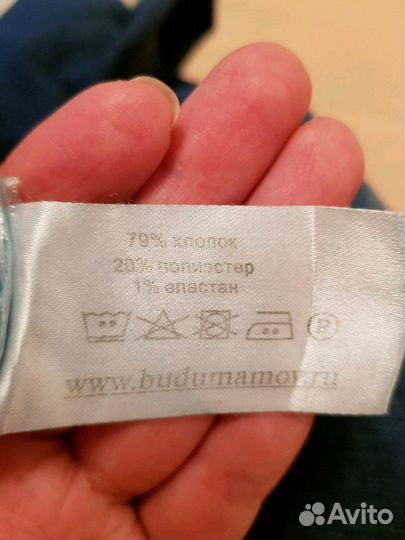 79% хлопок
20% полиэстер
1% эластан
P
www.budumamoy.ru
Avito